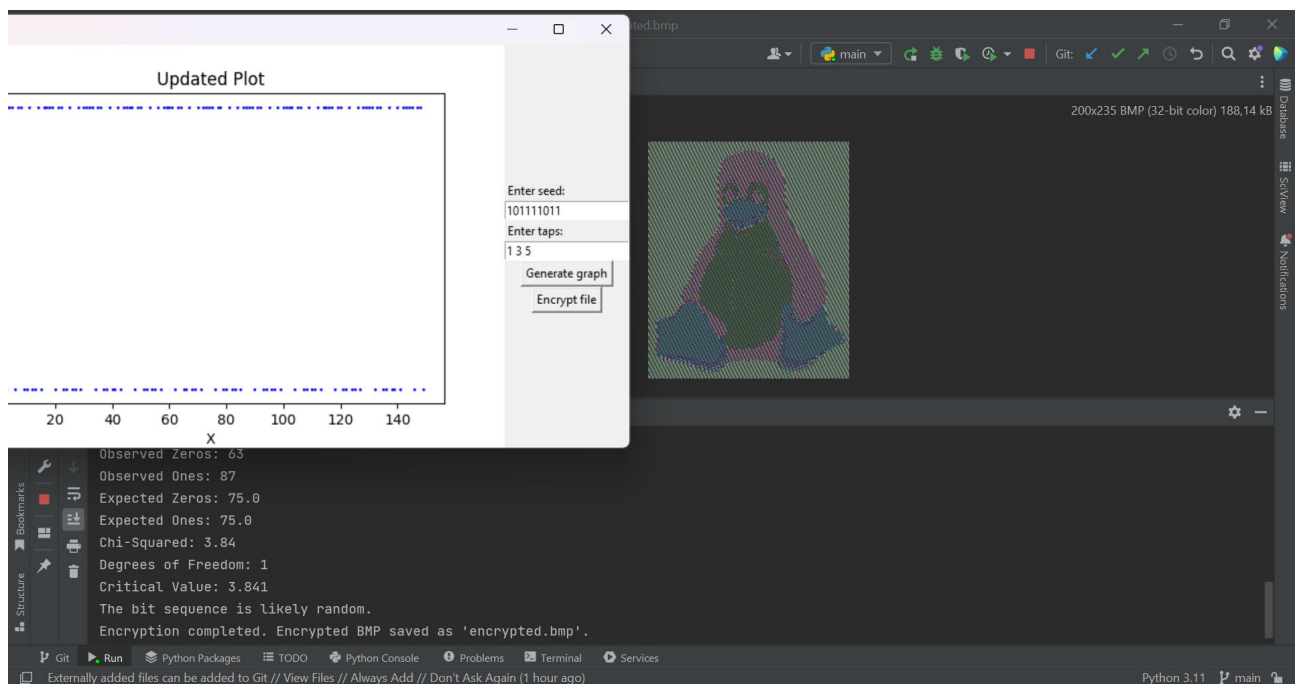 ted.bmp
main
Git:
Updated Plot
20 40 60 80 100 120 140
X
Enter seed:
101111011
Enter taps:
1 3 5
Generate graph
Encrypt file
200x235 BMP (32-bit color) 188,14 kB
Database
SciView
Notifications
Observed Zeros: 63
Observed Ones: 87
Expected Zeros: 75.0
Expected Ones: 75.0
Chi-Squared: 3.84
Degrees of Freedom: 1
Critical Value: 3.841
The bit sequence is likely random.
Encryption completed. Encrypted BMP saved as 'encrypted.bmp'.
Bookmarks
Structure
Git Run Python Packages TODO Python Console Problems Terminal Services
Externally added files can be added to Git // View Files // Always Add // Don't Ask Again (1 hour ago) Python 3.11 main